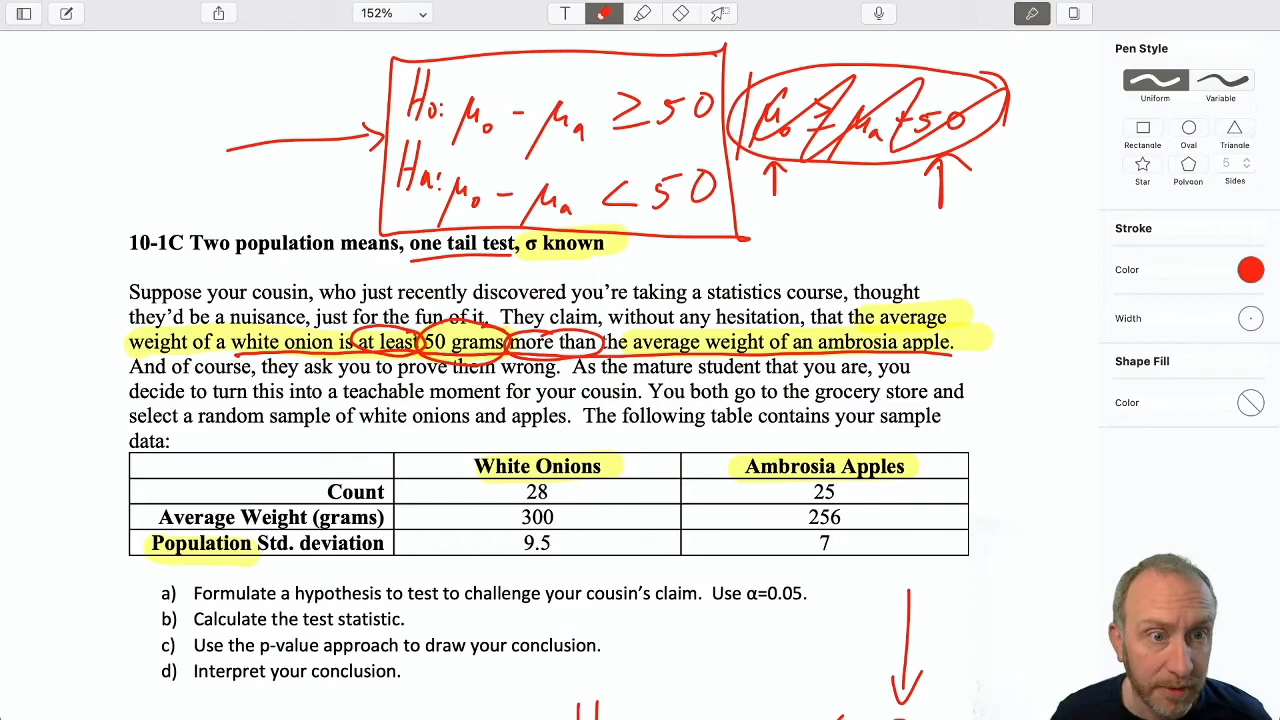 152%
T
Pen Style
Uniform
Variable
Rectangle
Oval
Triangle
5
Star
Polygon
Sides
Stroke
Color
Width
Shape Fill
Color
H₀: μₒ - μₐ ≥ 50
Hₐ: μₒ - μₐ < 50
10-1C Two population means, one tail test, σ known
Suppose your cousin, who just recently discovered you’re taking a statistics course, thought
they’d be a nuisance, just for the fun of it. They claim, without any hesitation, that the average
weight of a white onion is at least 50 grams more than the average weight of an ambrosia apple.
And of course, they ask you to prove them wrong. As the mature student that you are, you
decide to turn this into a teachable moment for your cousin. You both go to the grocery store and
select a random sample of white onions and apples. The following table contains your sample
data:
White Onions Ambrosia Apples
Count 28 25
Average Weight (grams) 300 256
Population Std. deviation 9.5 7
a) Formulate a hypothesis to test to challenge your cousin’s claim. Use α=0.05.
b) Calculate the test statistic.
c) Use the p-value approach to draw your conclusion.
d) Interpret your conclusion.